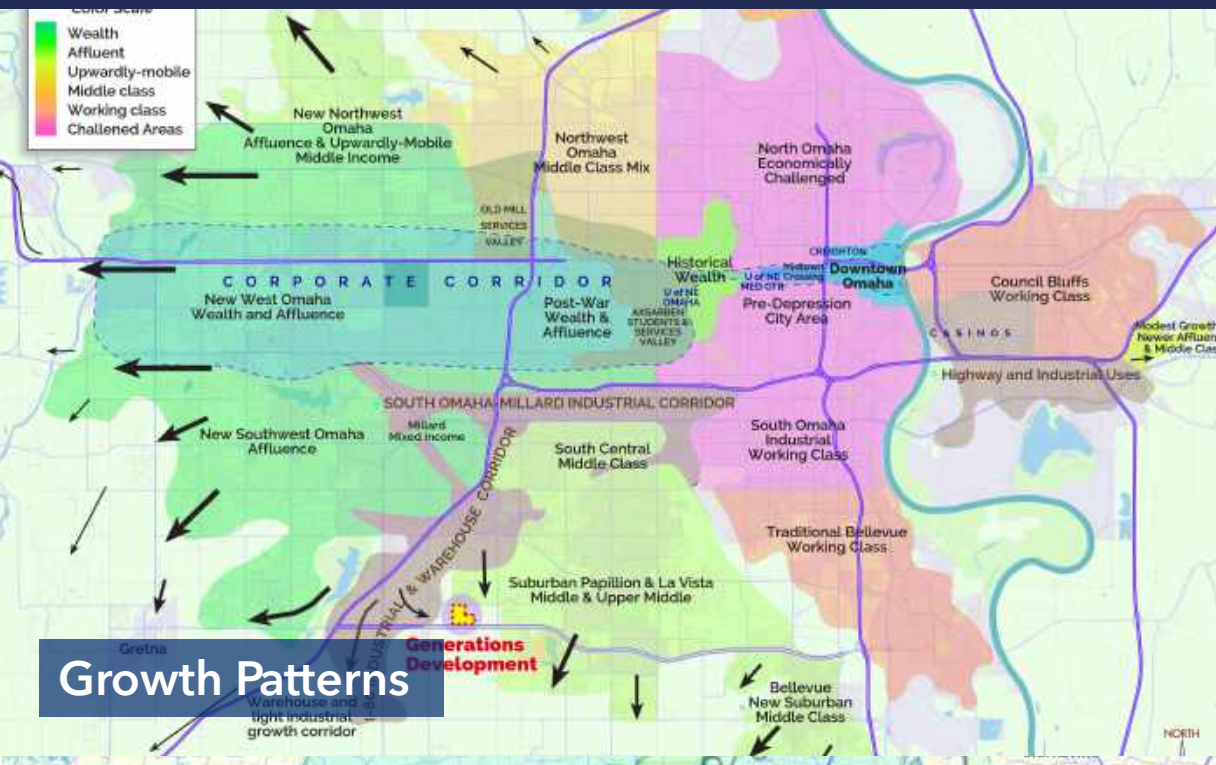 Color Scale
Wealth
Affluent
Upwardly-mobile
Middle class
Working class
Challened Areas
New Northwest
Omaha
Affluence & Upwardly-Mobile
Middle Income
Northwest
Omaha
Middle Class Mix
North Omaha
Economically
Challenged
OLD MILL
SERVICES
VALLEY
CREIGHTON
Historical
Wealth
Midtown
Crossing
U of NE
MED CTR
Downtown
Omaha
U of NE
OMAHA
Pre-Depression
City Area
Council Bluffs
Working Class
CORPORATE CORRIDOR
New West Omaha
Wealth and Affluence
Post-War
Wealth &
Affluence
AKSARBEN
STUDENTS &
SERVICES
VALLEY
CASINOS
Modest Growth
Newer Affluen
& Middle Clas
Highway and Industrial Uses
SOUTH OMAHA-MILLARD INDUSTRIAL CORRIDOR
Millard
Mixed Income
New Southwest Omaha
Affluence
South Central
Middle Class
South Omaha
Industrial
Working Class
I-80 INDUSTRIAL & WAREHOUSE CORRIDOR
Traditional Bellevue
Working Class
Suburban Papillion & La Vista
Middle & Upper Middle
Gretna
Generations
Development
Growth Patterns
Warehouse and
light industrial
growth corridor
Bellevue
New Suburban
Middle Class
NORTH